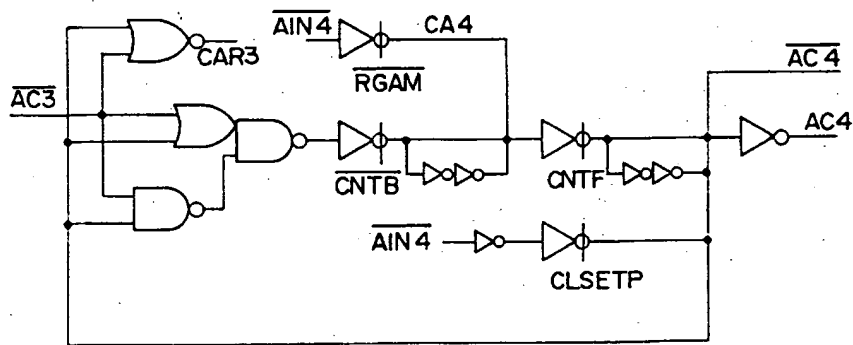 AIN4
CA4
CAR3
RGAM
AC4
AC3
AC4
CNTB
CNTF
AIN4
CLSETP